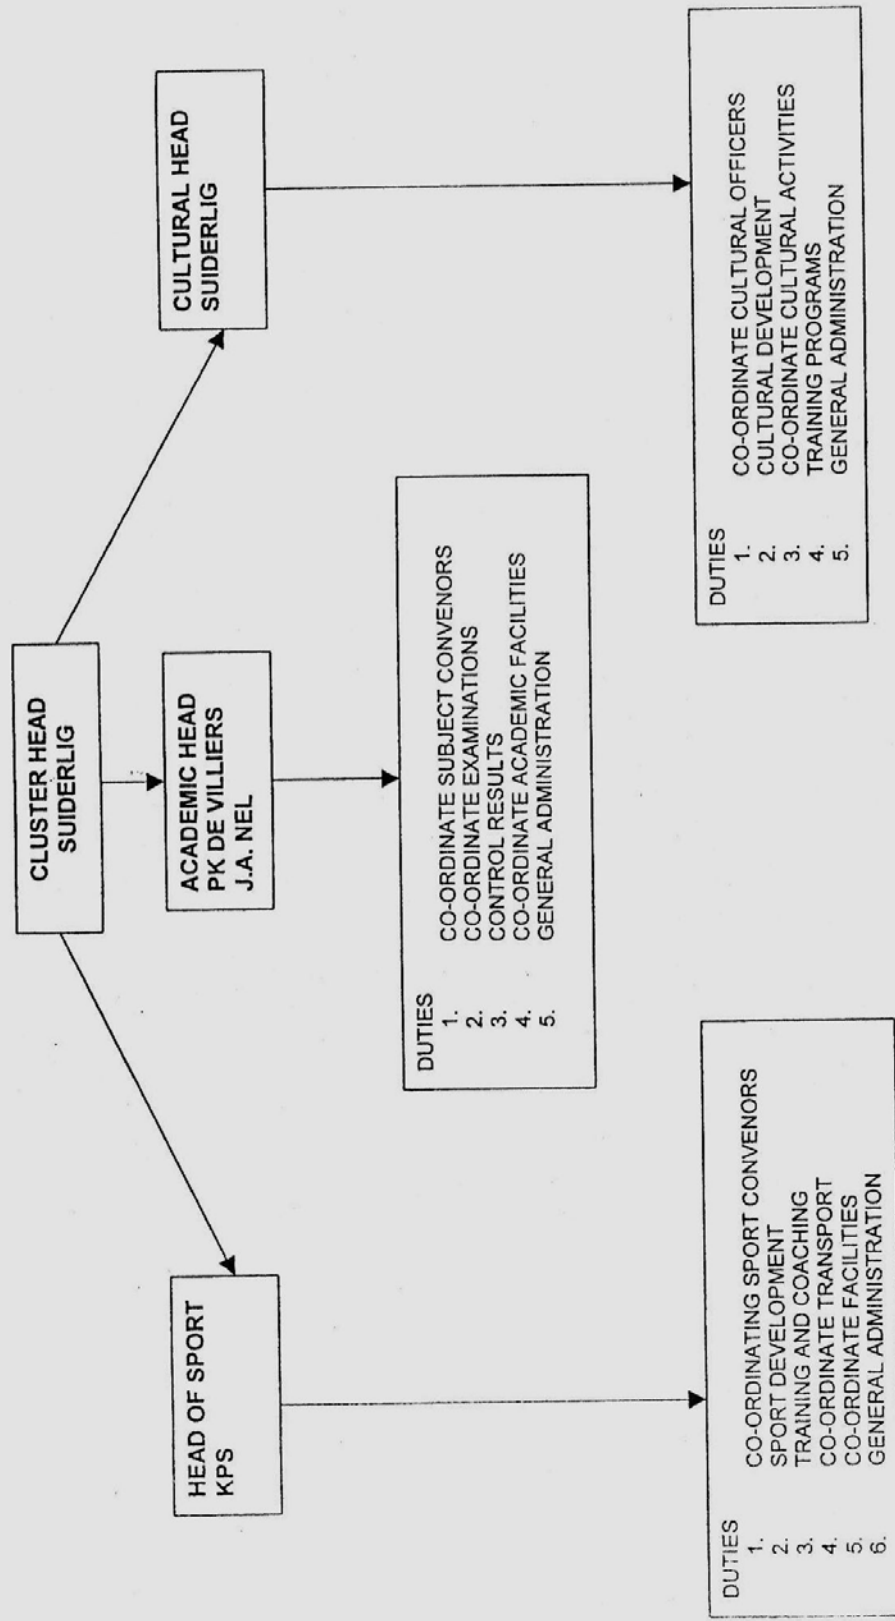 CLUSTER HEAD
SUIDERLIG
HEAD OF SPORT
KPS
ACADEMIC HEAD
PK DE VILLIERS
J.A. NEL
CULTURAL HEAD
SUIDERLIG
DUTIES
1. CO-ORDINATING SPORT CONVENORS
2. SPORT DEVELOPMENT
3. TRAINING AND COACHING
4. CO-ORDINATE TRANSPORT
5. CO-ORDINATE FACILITIES
6. GENERAL ADMINISTRATION
DUTIES
1. CO-ORDINATE SUBJECT CONVENORS
2. CO-ORDINATE EXAMINATIONS
3. CONTROL RESULTS
4. CO-ORDINATE ACADEMIC FACILITIES
5. GENERAL ADMINISTRATION
DUTIES
1. CO-ORDINATE CULTURAL OFFICERS
2. CULTURAL DEVELOPMENT
3. CO-ORDINATE CULTURAL ACTIVITIES
4. TRAINING PROGRAMS
5. GENERAL ADMINISTRATION